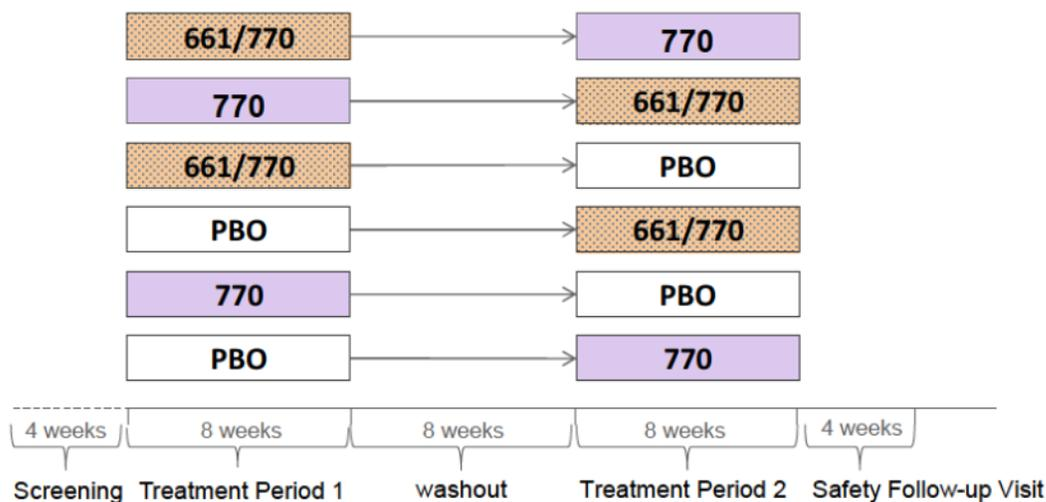 661/770 770
770 661/770
661/770 PBO
PBO 661/770
770 PBO
PBO 770
4 weeks 8 weeks 8 weeks 8 weeks 4 weeks
Screening Treatment Period 1 washout Treatment Period 2 Safety Follow-up Visit